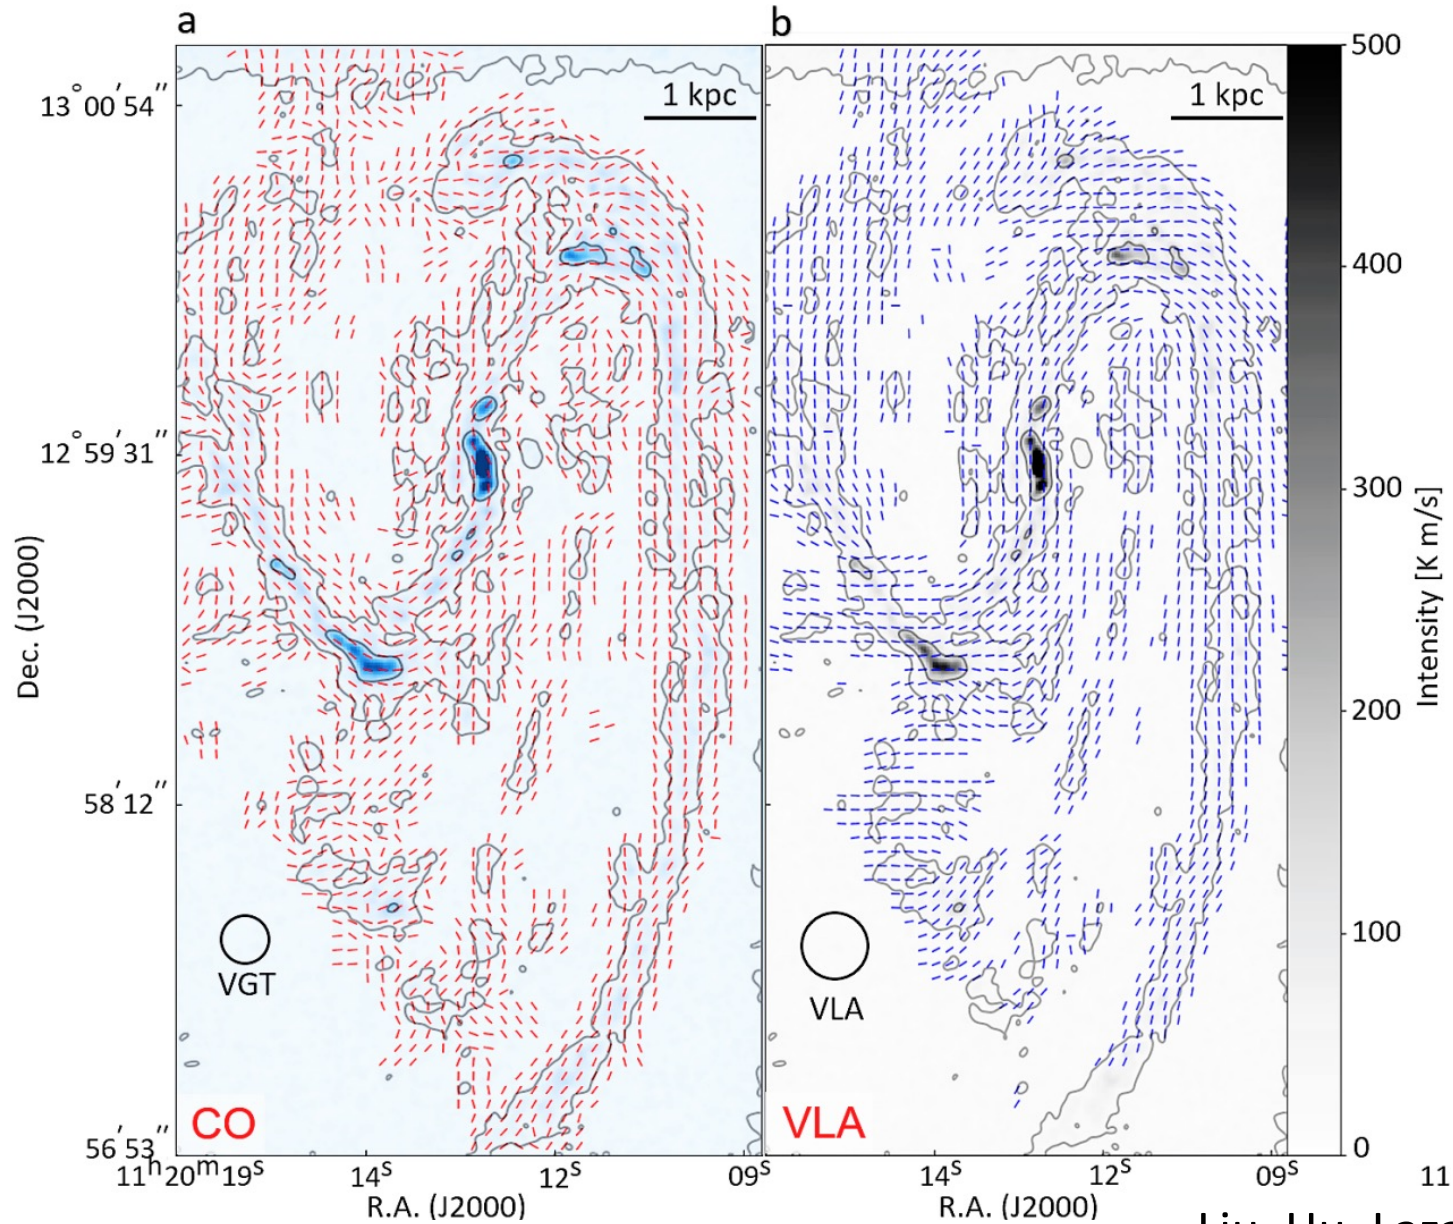 a
b
1 kpc
1 kpc
500
400
300
200
100
0
Intensity [K m/s]
13°00′54″
12°59′31″
58′12″
56′53″
Dec. (J2000)
VGT
VLA
CO
VLA
11ʰ20ᵐ19ˢ
14ˢ
12ˢ
09ˢ
14ˢ
12ˢ
09ˢ
11
R.A. (J2000)
R.A. (J2000)